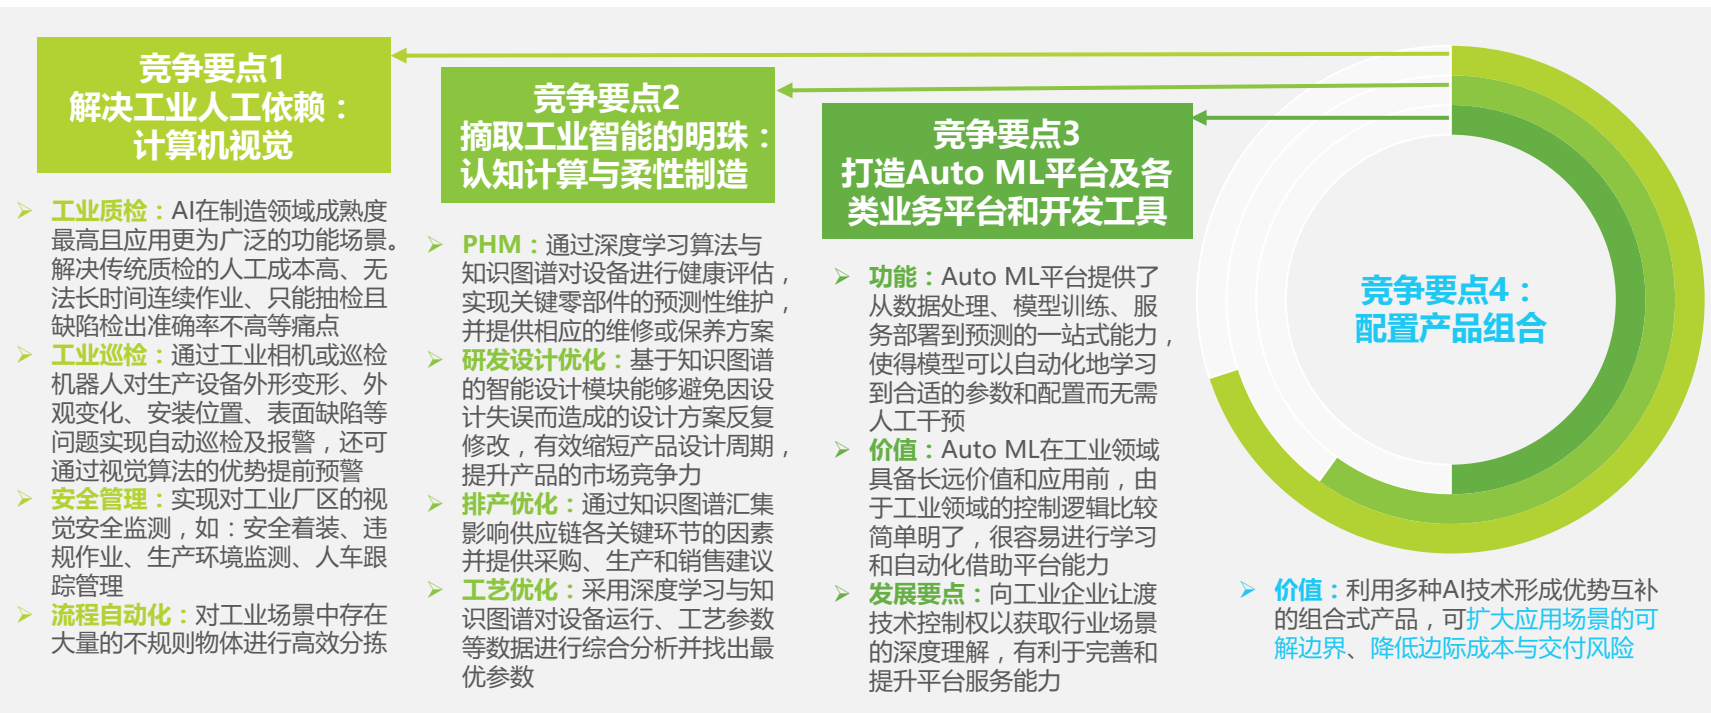 竞争要点1
解决工业人工依赖：
计算机视觉
工业质检：AI在制造领域成熟度
最高且应用更为广泛的功能场景。
解决传统质检的人工成本高、无
法长时间连续作业、只能抽检且
缺陷检出准确率不高等痛点
工业巡检：通过工业相机或巡检
机器人对生产设备外形变形、外
观变化、安装位置、表面缺陷等
问题实现自动巡检及报警，还可
通过视觉算法的优势提前预警
安全管理：实现对工业厂区的视
觉安全监测，如：安全着装、违
规作业、生产环境监测、人车跟
踪管理
流程自动化：对工业场景中存在
大量的不规则物体进行高效分拣
竞争要点2
摘取工业智能的明珠：
认知计算与柔性制造
PHM：通过深度学习算法与
知识图谱对设备进行健康评估，
实现关键零部件的预测性维护，
并提供相应的维修或保养方案
研发设计优化：基于知识图谱
的智能设计模块能够避免因设
计失误而造成的设计方案反复
修改，有效缩短产品设计周期，
提升产品的市场竞争力
排产优化：通过知识图谱汇集
影响供应链各关键环节的因素
并提供采购、生产和销售建议
工艺优化：采用深度学习与知
识图谱对设备运行、工艺参数
等数据进行综合分析并找出最
优参数
竞争要点3
打造Auto ML平台及各
类业务平台和开发工具
功能：Auto ML平台提供了
从数据处理、模型训练、服
务部署到预测的一站式能力，
使得模型可以自动化地学习
到合适的参数和配置而无需
人工干预
价值：Auto ML在工业领域
具备长远价值和应用前，由
于工业领域的控制逻辑比较
简单明了，很容易进行学习
和自动化借助平台能力
发展要点：向工业企业让渡
技术控制权以获取行业场景
的深度理解，有利于完善和
提升平台服务能力
竞争要点4：
配置产品组合
价值：利用多种AI技术形成优势互补
的组合式产品，可扩大应用场景的可
解边界、降低边际成本与交付风险